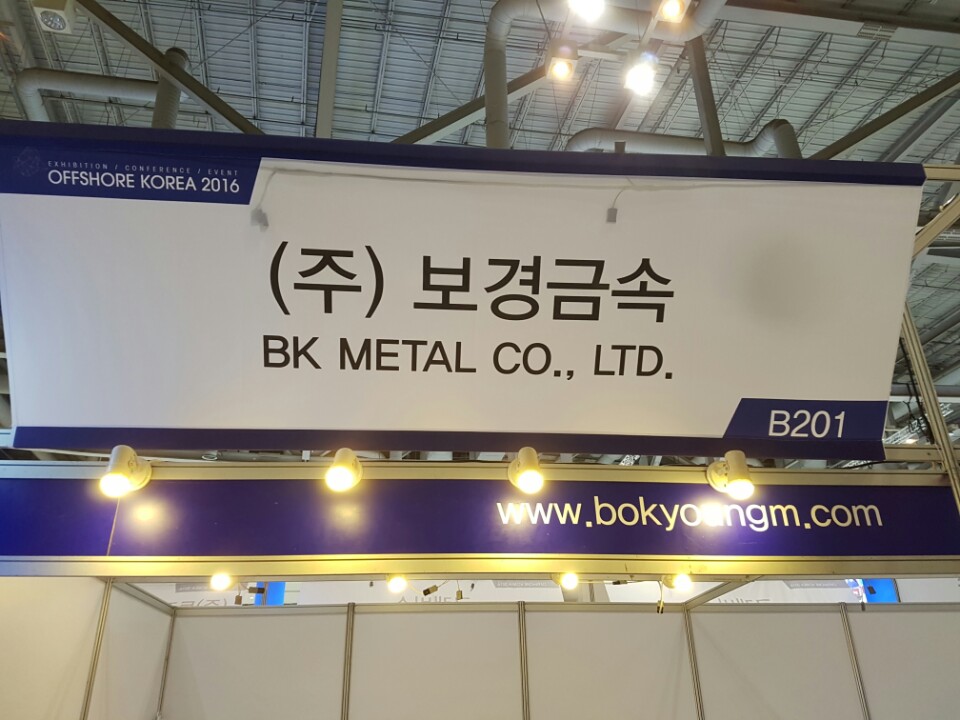 EXHIBITION / CONFERENCE / EVENT
OFFSHORE KOREA 2016
(주) 보경금속
BK METAL CO., LTD.
B201
www.bokyoungm.com